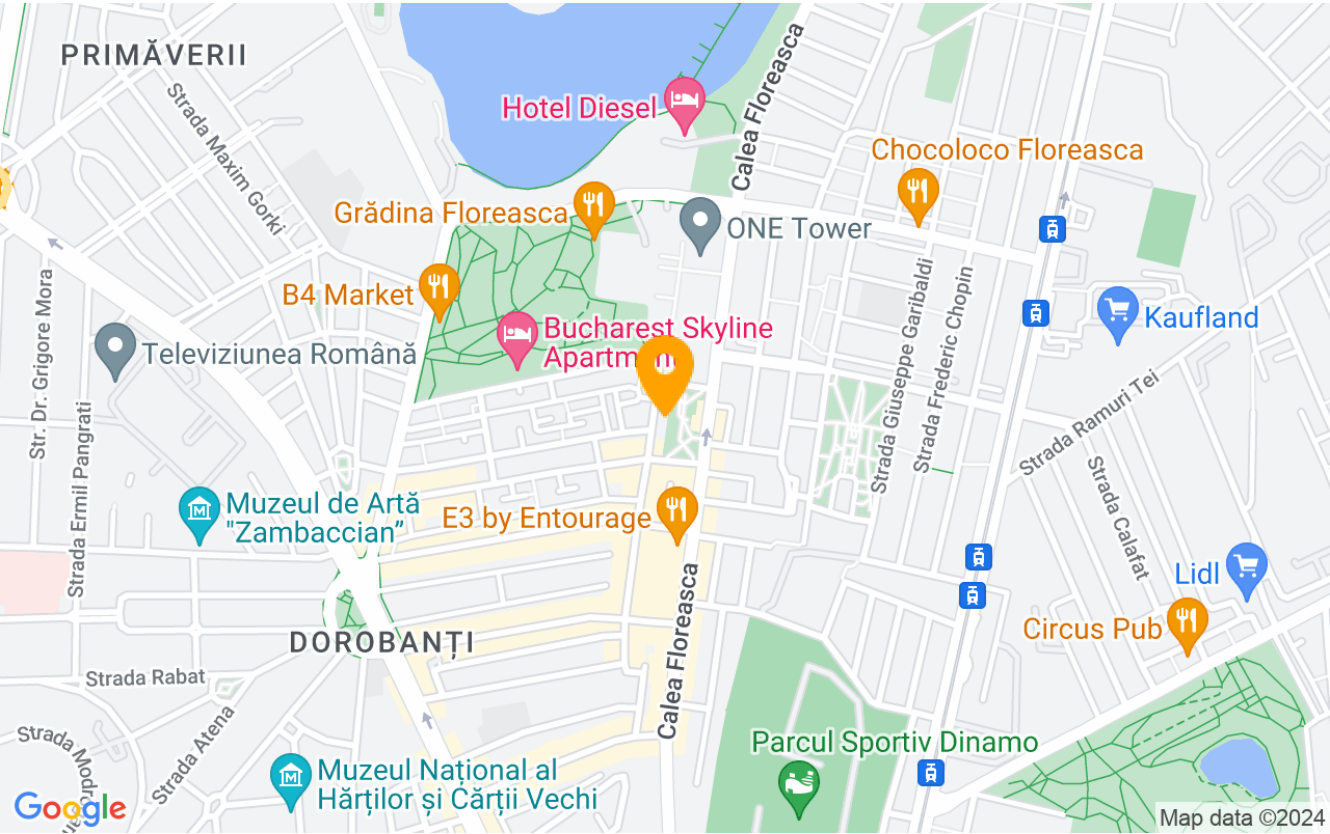 PRIMĂVERII
Strada Maxim Gorki
Hotel Diesel
Calea Floreasca
Chocoloco Floreasca
Grădina Floreasca
ONE Tower
B4 Market
Bucharest Skyline
Televiziunea Română
Kaufland
Str. Dr. Grigore Mora
Strada Giuseppe Garibaldi
Strada Frederic Chopin
Strada Ramuri Tei
Strada Ermil Pangrati
Muzeul de Artă
"Zambaccian”
E3 by Entourage
Strada Calafat
Lidl
Circus Pub
Calea Floreasca
DOROBANȚI
Strada Rabat
Strada Atena
Strada
Parcul Sportiv Dinamo
Muzeul Național al
Hărților și Cărții Vechi
Google
Map data ©2024